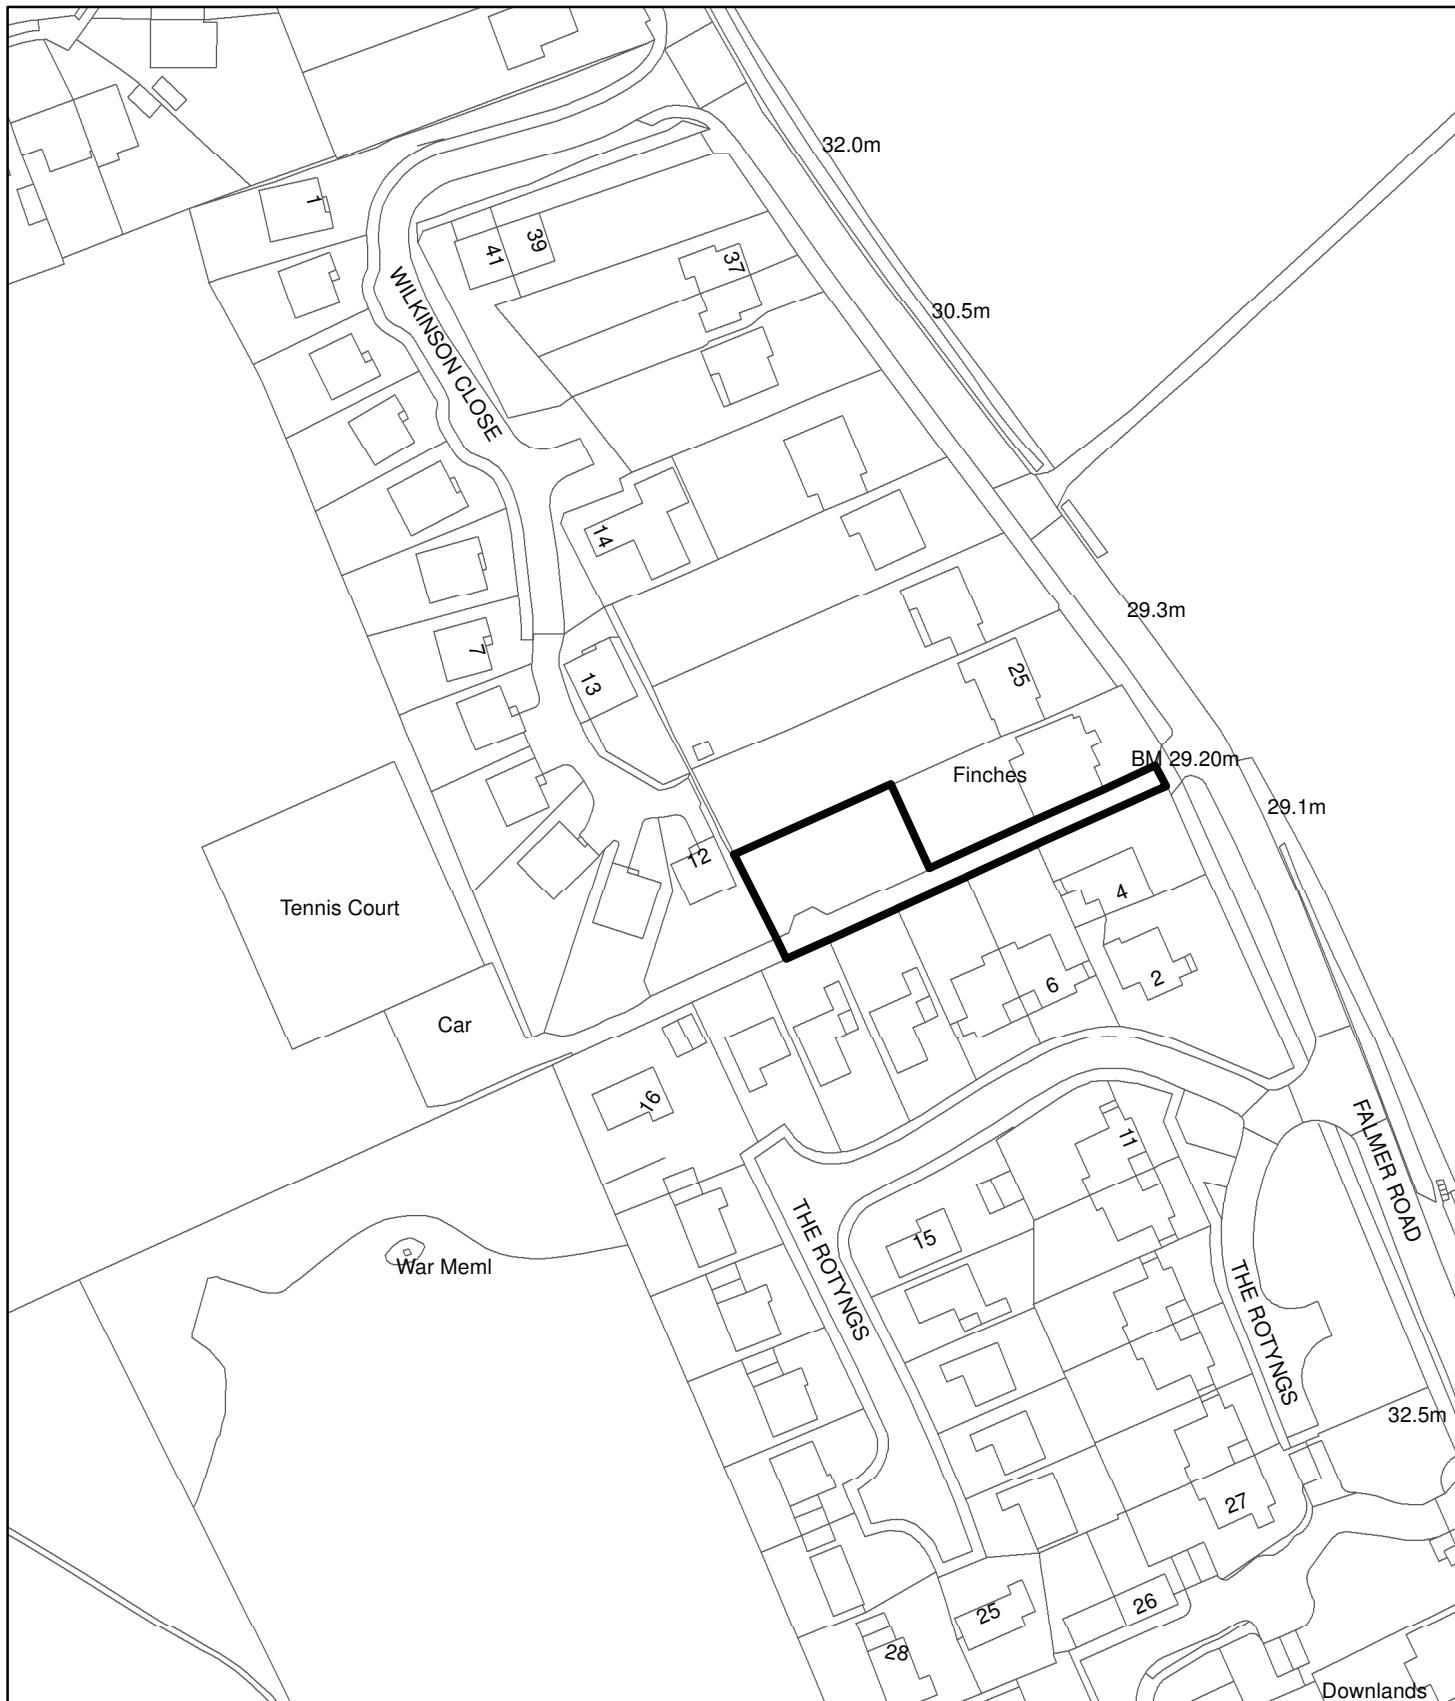 32.0m
1
41
39
37
WILKINSON CLOSE
30.5m
14
29.3m
7
13
25
BM 29.20m
Finches
29.1m
12
4
Tennis Court
6
2
Car
16
11
FALMER ROAD
15
THE ROTYNGS
War Meml
THE ROTYNGS
32.5m
27
26
25
28
Downlands